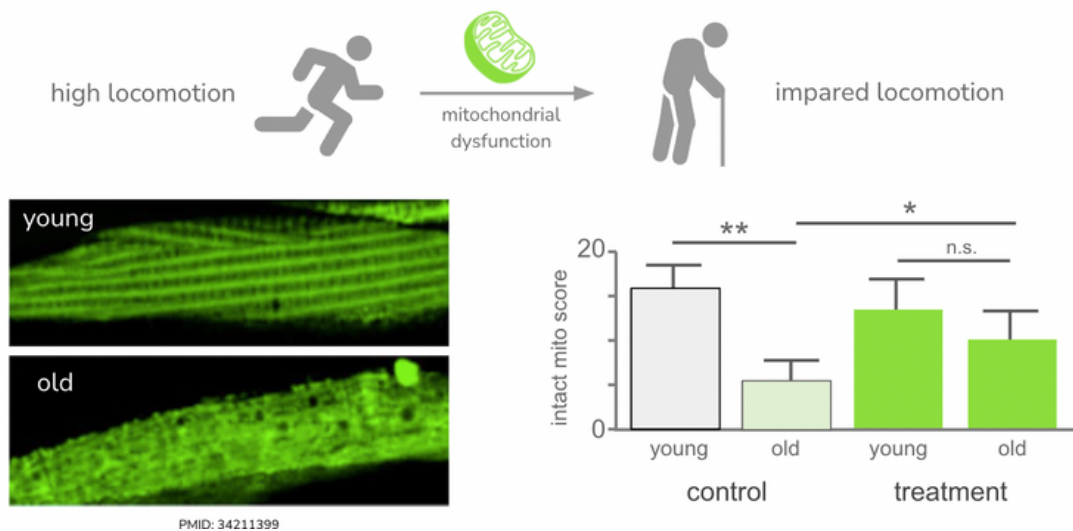 high locomotion
mitochondrial
dysfunction
impared locomotion
young
old
PMID: 34211399
*
**
n.s.
20
intact mito score
0
young old young old
control treatment